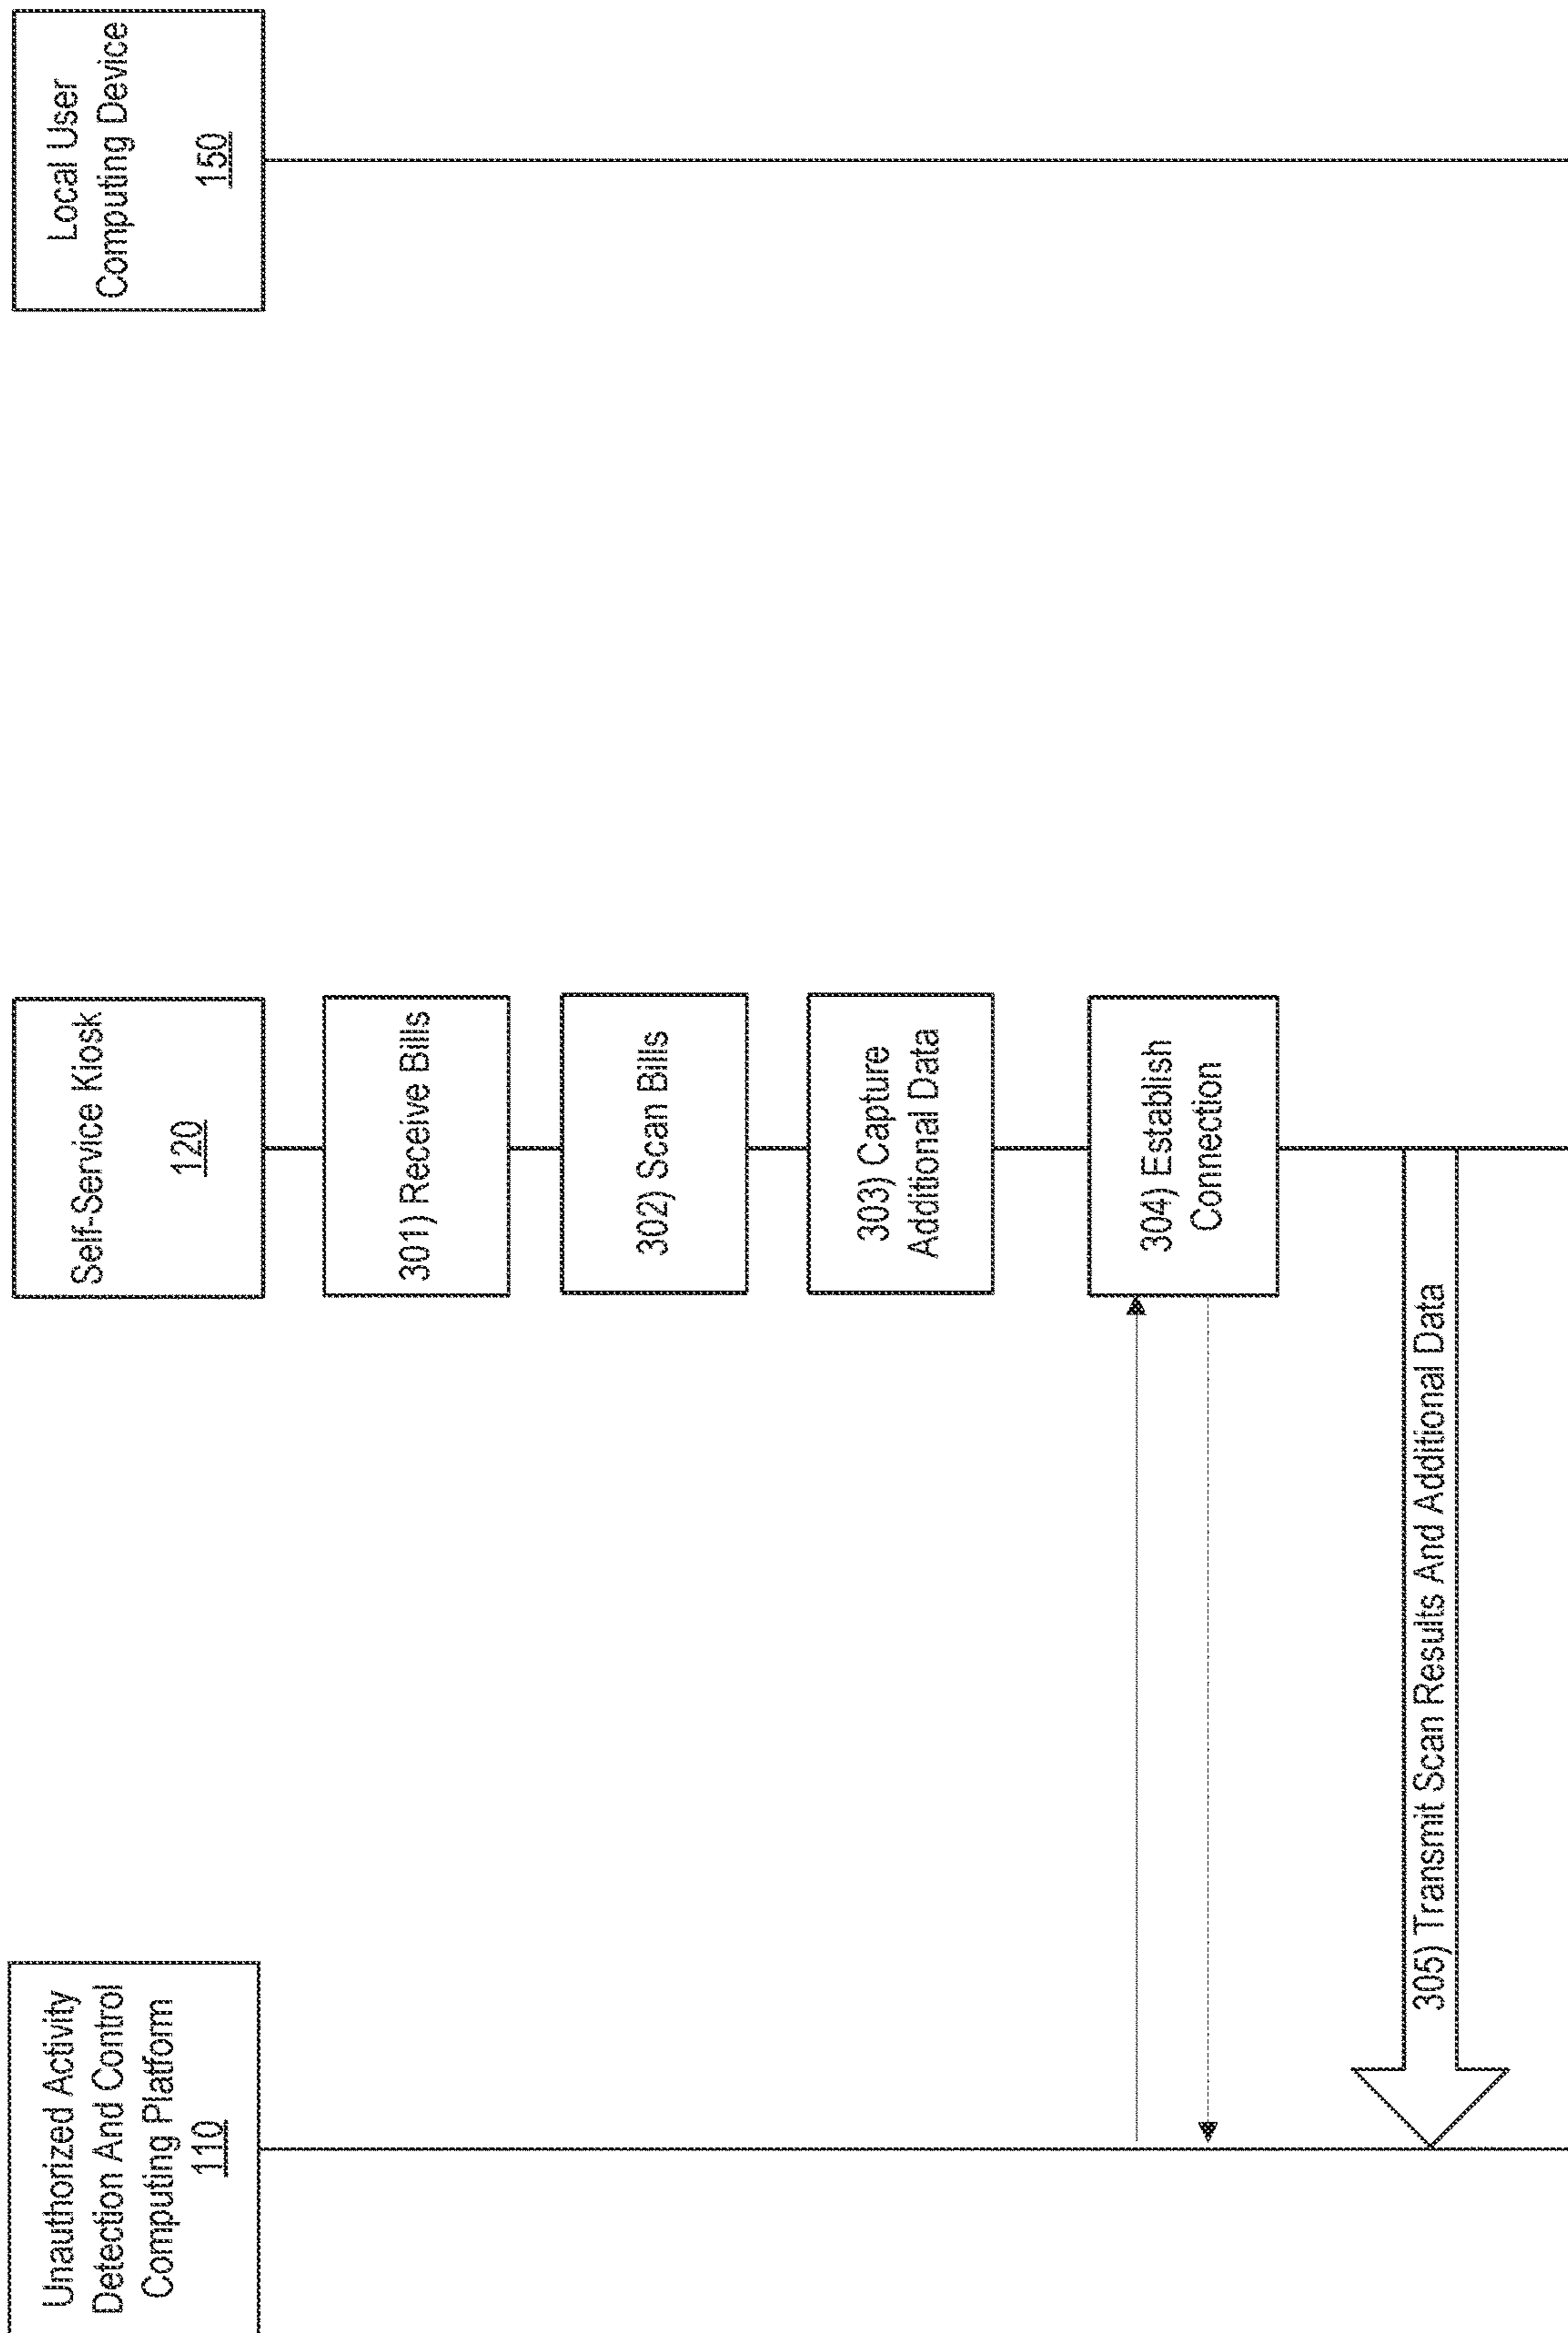 Unauthorized Activity
Detection And Control
Computing Platform
110
Self-Service Kiosk
120
Local User
Computing Device
150
301) Receive Bills
302) Scan Bills
303) Capture
Additional Data
304) Establish
Connection
305) Transmit Scan Results And Additional Data